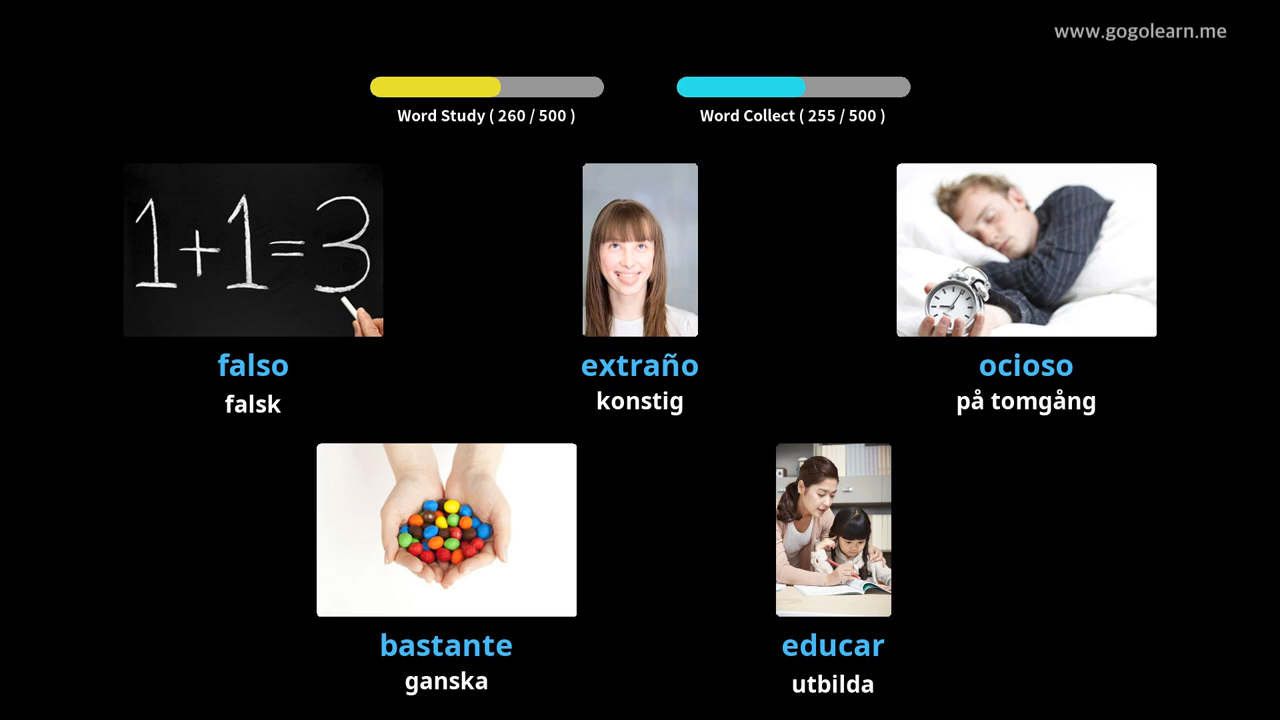 www.gogolearn.me
Word Study ( 260 / 500 )
Word Collect ( 255 / 500 )
1+1=3
falso
falsk
extraño
konstig
ocioso
på tomgång
bastante
ganska
educar
utbilda